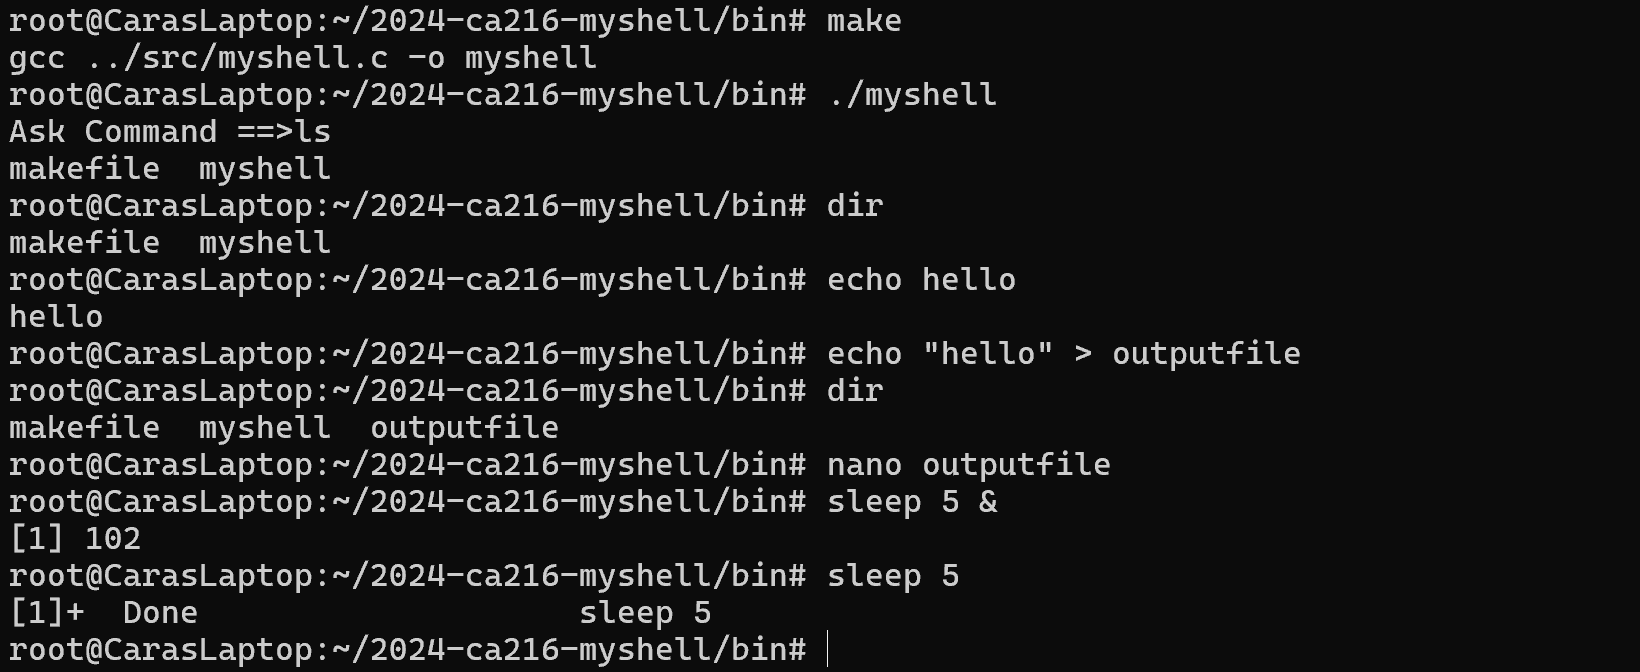 root@CarasLaptop:~/2024-ca216-myshell/bin# make
gcc ../src/myshell.c -o myshell
root@CarasLaptop:~/2024-ca216-myshell/bin# ./myshell
Ask Command ==>ls
makefile  myshell
root@CarasLaptop:~/2024-ca216-myshell/bin# dir
makefile  myshell
root@CarasLaptop:~/2024-ca216-myshell/bin# echo hello
hello
root@CarasLaptop:~/2024-ca216-myshell/bin# echo "hello" > outputfile
root@CarasLaptop:~/2024-ca216-myshell/bin# dir
makefile  myshell  outputfile
root@CarasLaptop:~/2024-ca216-myshell/bin# nano outputfile
root@CarasLaptop:~/2024-ca216-myshell/bin# sleep 5 &
[1] 102
root@CarasLaptop:~/2024-ca216-myshell/bin# sleep 5
[1]+  Done                    sleep 5
root@CarasLaptop:~/2024-ca216-myshell/bin#